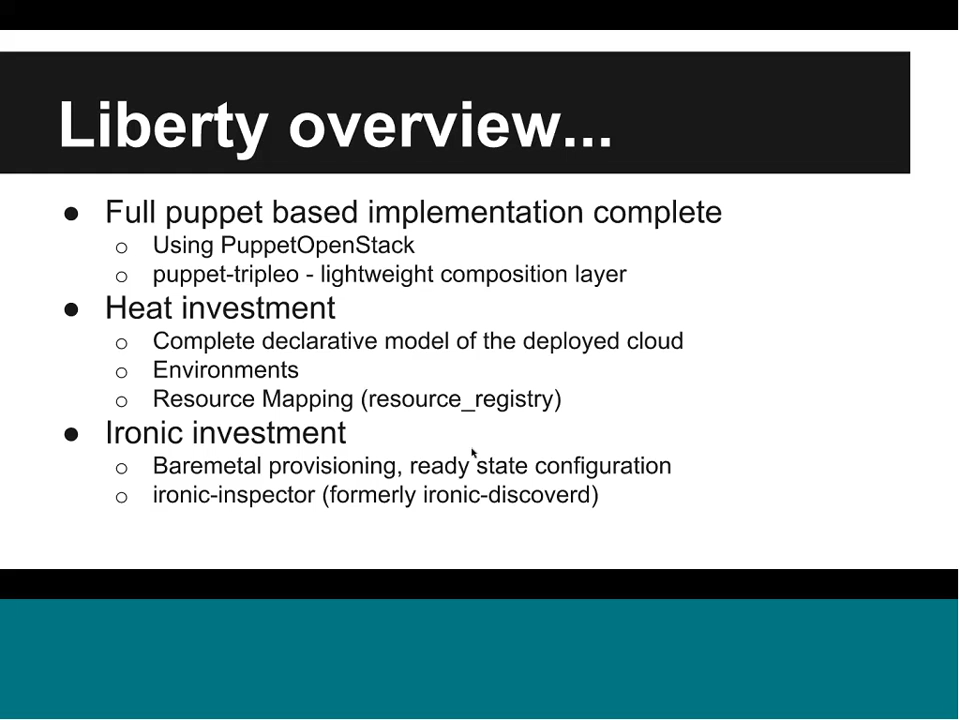 Liberty overview...
● Full puppet based implementation complete
o Using PuppetOpenStack
o puppet-tripleo - lightweight composition layer
● Heat investment
o Complete declarative model of the deployed cloud
o Environments
o Resource Mapping (resource_registry)
● Ironic investment
o Baremetal provisioning, ready state configuration
o ironic-inspector (formerly ironic-discoverd)